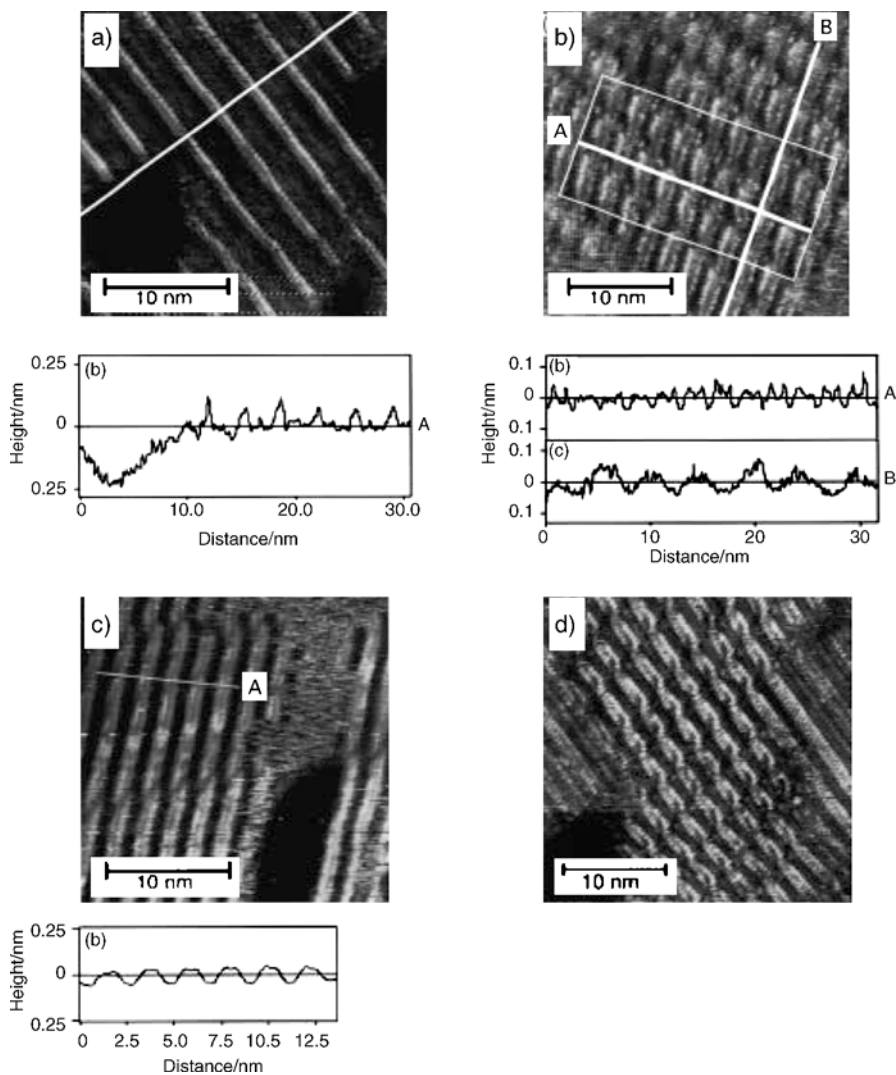 a)
10 nm
0.25
(b)
0
A
0.25
Height/nm
0 10.0 20.0 30.0
Distance/nm
b)
B
A
10 nm
0.1
(b)
0
A
0.1
0.1
(c)
0
B
0.1
Height/nm
0 10 20 30
Distance/nm
c)
A
10 nm
0.25
(b)
0
0.25
Height/nm
0 2.5 5.0 7.5 10.5 12.5
Distance/nm
d)
10 nm